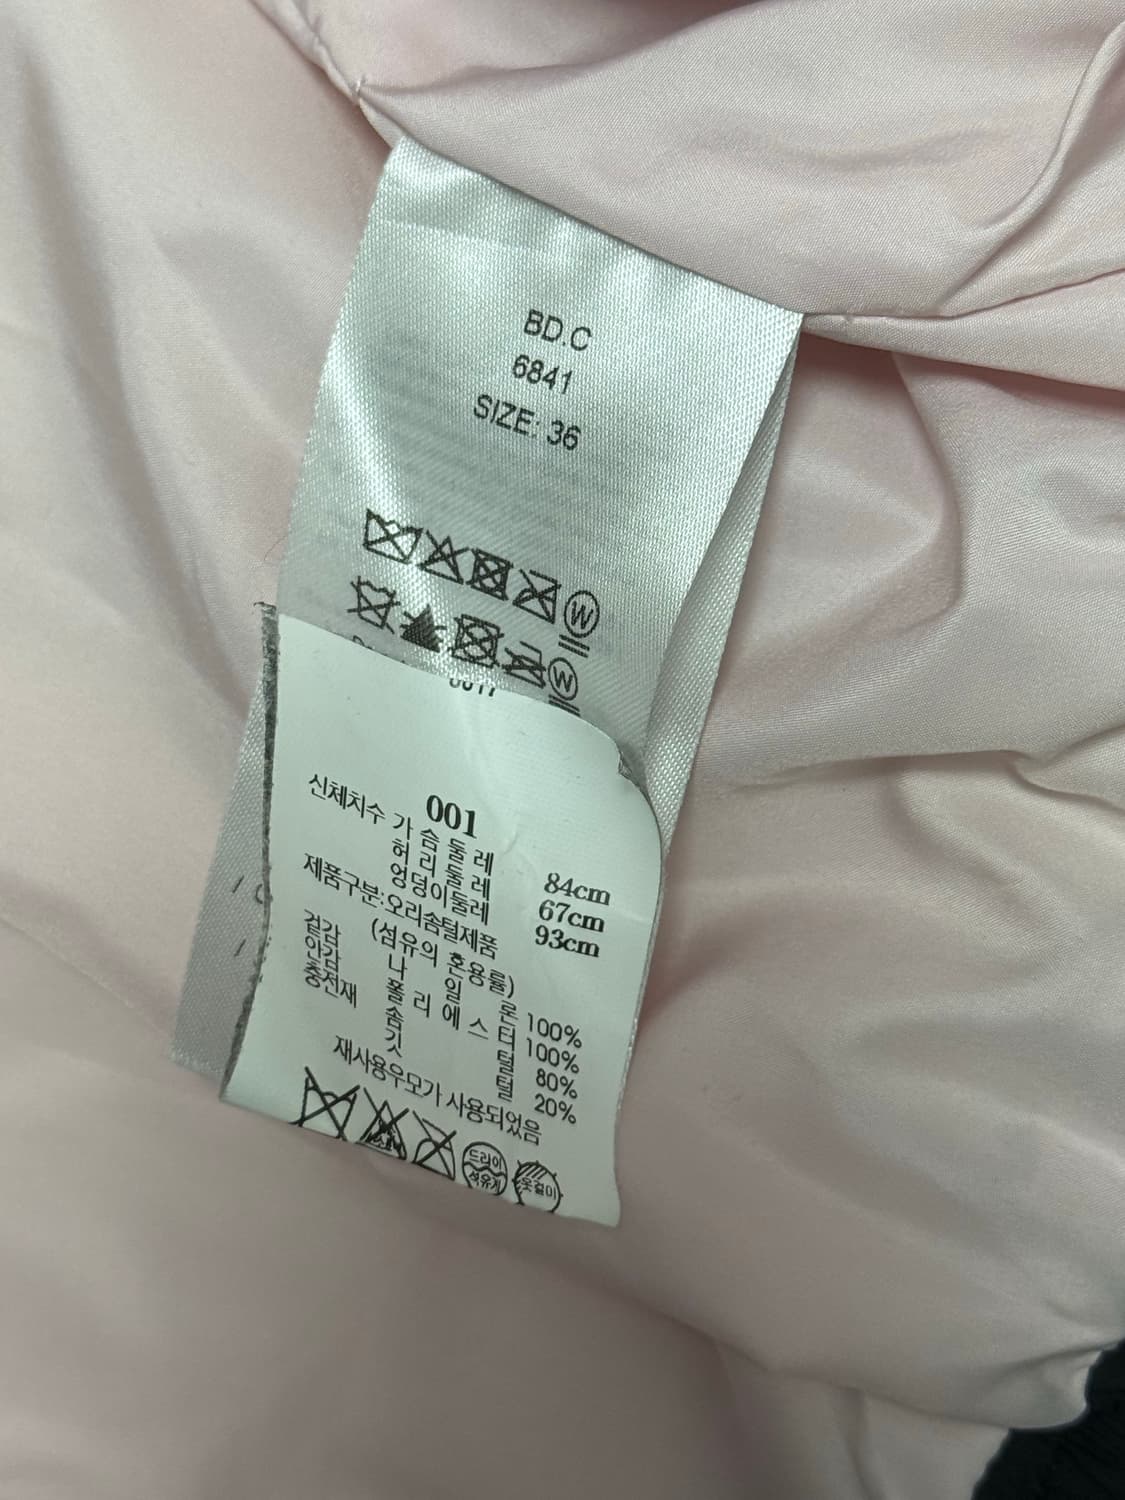 BD.C
6841
SIZE: 36
W
W
0017
001
신체치수 가슴둘레 84cm
허리둘레 67cm
엉덩이둘레 93cm
제품구분:오리솜털제품
(섬유의 혼용률)
겉감 나일론 100%
안감 폴리에스터 100%
충전재 솜털 80%
깃털 20%
재사용우모가 사용되었음
드라이
석유계
옷걸이